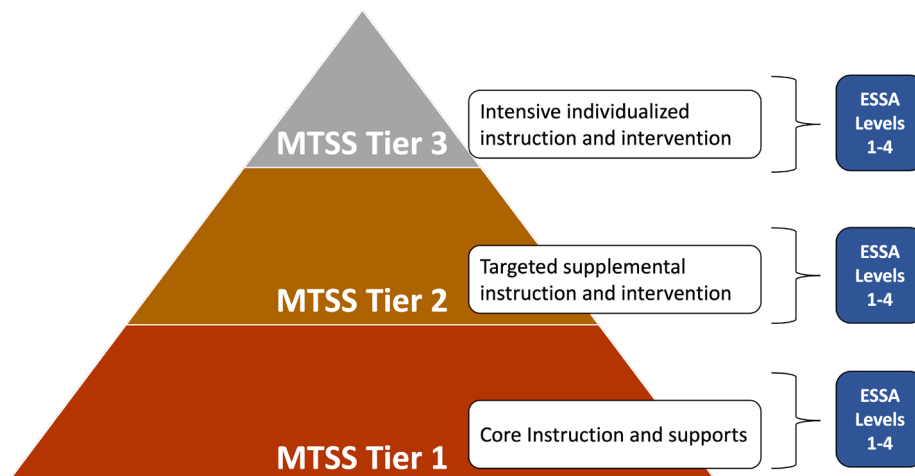 MTSS Tier 3
Intensive individualized
instruction and intervention
ESSA
Levels
1-4
MTSS Tier 2
Targeted supplemental
instruction and intervention
ESSA
Levels
1-4
MTSS Tier 1
Core Instruction and supports
ESSA
Levels
1-4